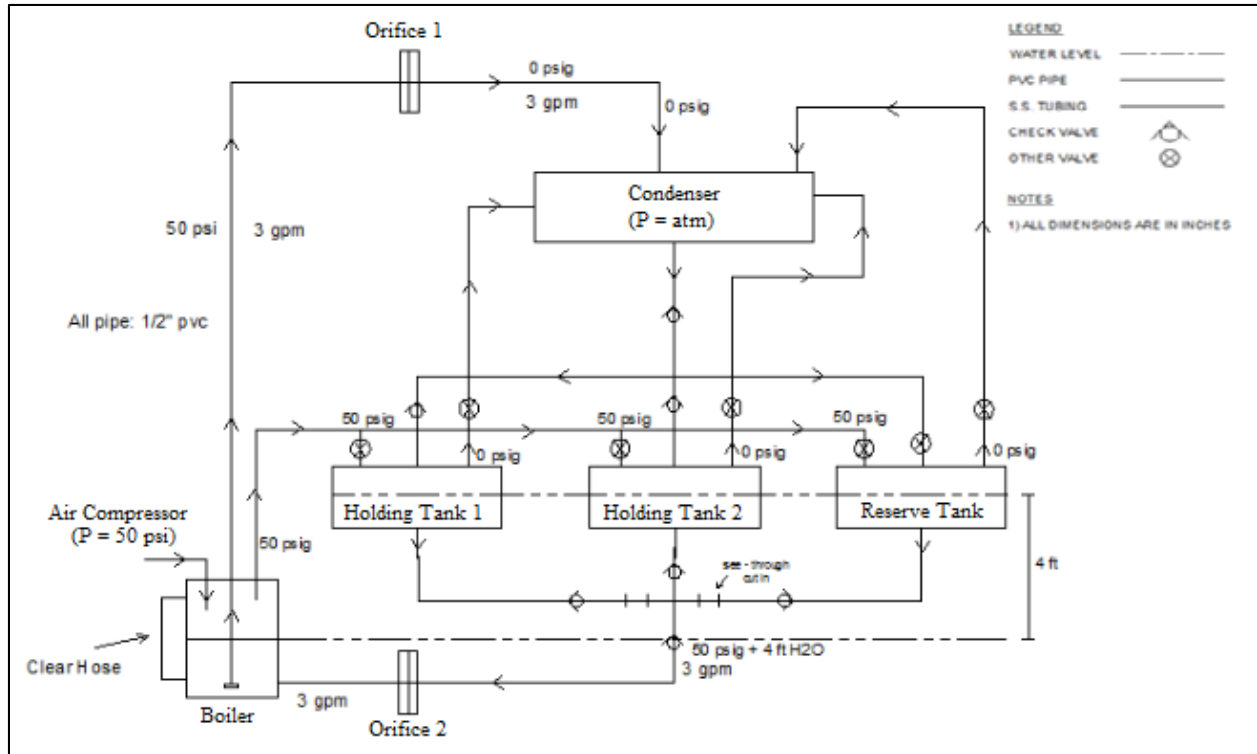 Orifice 1
0 psig
3 gpm
0 psig
LEGEND
WATER LEVEL
PVC PIPE
S.S. TUBING
CHECK VALVE
OTHER VALVE
NOTES
1) ALL DIMENSIONS ARE IN INCHES
Condenser
(P = atm)
50 psi
3 gpm
All pipe: 1/2" pvc
50 psig
50 psig
50 psig
0 psig
0 psig
0 psig
Holding Tank 1
Holding Tank 2
Reserve Tank
Air Compressor
(P = 50 psi)
50 psig
see - through
cut in
4 ft
Clear Hose
50 psig + 4 ft H2O
3 gpm
3 gpm
Boiler
Orifice 2